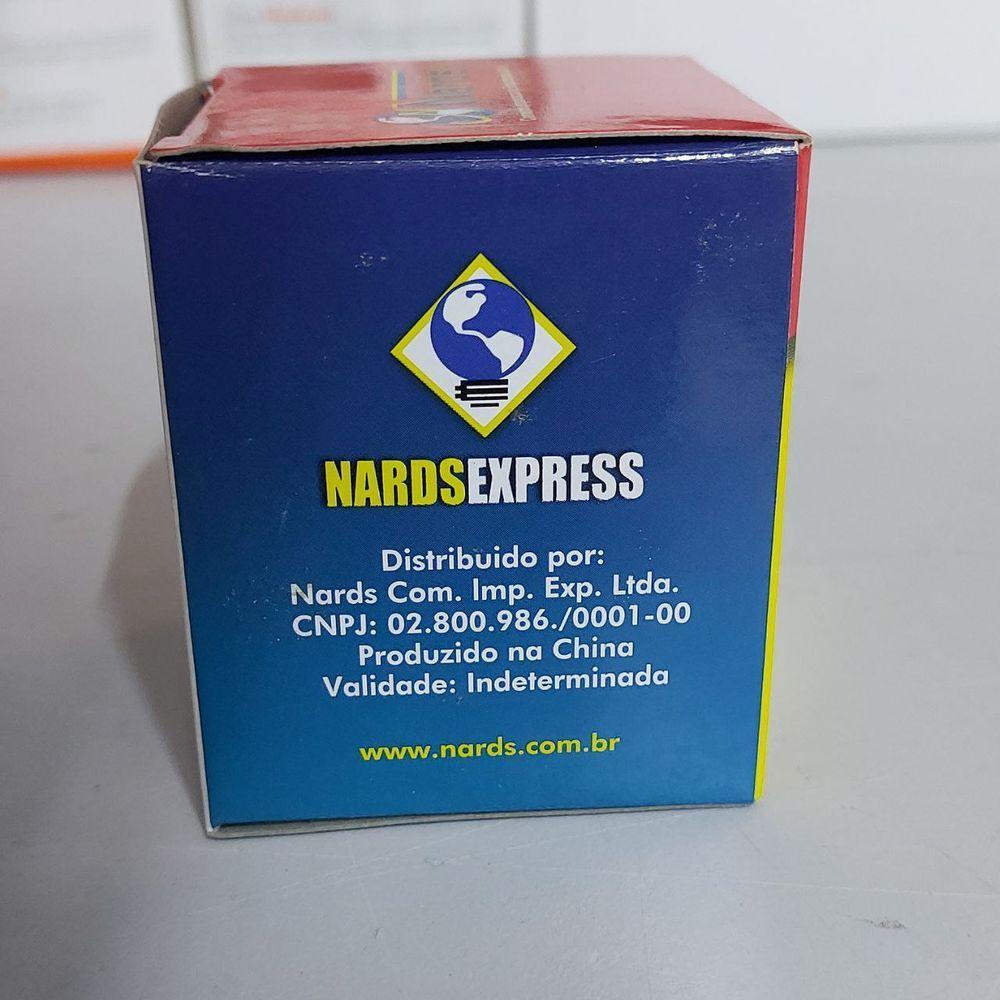 NARDSEXPRESS
Distribuido por:
Nards Com. Imp. Exp. Ltda.
CNPJ: 02.800.986./0001-00
Produzido na China
Validade: Indeterminada
www.nards.com.br